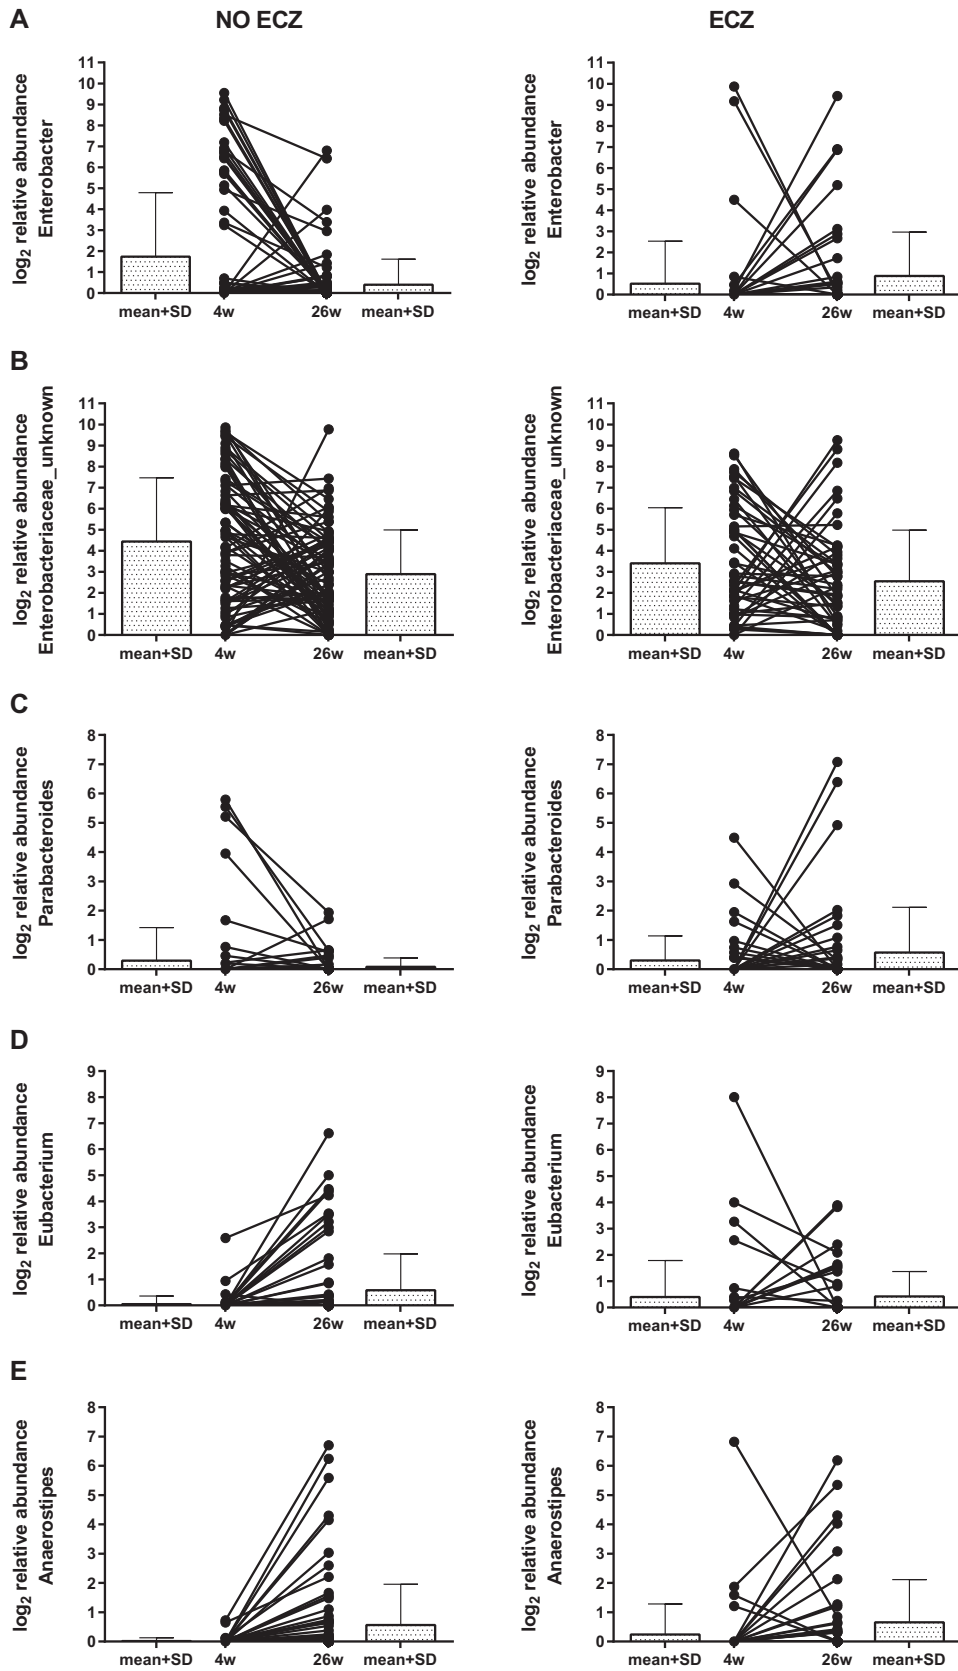 A
NO ECZ
ECZ
log2 relative abundance
Enterobacter
11
10
9
8
7
6
5
4
3
2
1
0
mean+SD 4w 26w mean+SD
log2 relative abundance
Enterobacter
11
10
9
8
7
6
5
4
3
2
1
0
mean+SD 4w 26w mean+SD
B
log2 relative abundance
Enterobacteriaceae_unknown
11
10
9
8
7
6
5
4
3
2
1
0
mean+SD 4w 26w mean+SD
log2 relative abundance
Enterobacteriaceae_unknown
11
10
9
8
7
6
5
4
3
2
1
0
mean+SD 4w 26w mean+SD
C
log2 relative abundance
Parabacteroides
8
7
6
5
4
3
2
1
0
mean+SD 4w 26w mean+SD
log2 relative abundance
Parabacteroides
8
7
6
5
4
3
2
1
0
mean+SD 4w 26w mean+SD
D
log2 relative abundance
Eubacterium
9
8
7
6
5
4
3
2
1
0
mean+SD 4w 26w mean+SD
log2 relative abundance
Eubacterium
9
8
7
6
5
4
3
2
1
0
mean+SD 4w 26w mean+SD
E
log2 relative abundance
Anaerostipes
8
7
6
5
4
3
2
1
0
mean+SD 4w 26w mean+SD
log2 relative abundance
Anaerostipes
8
7
6
5
4
3
2
1
0
mean+SD 4w 26w mean+SD